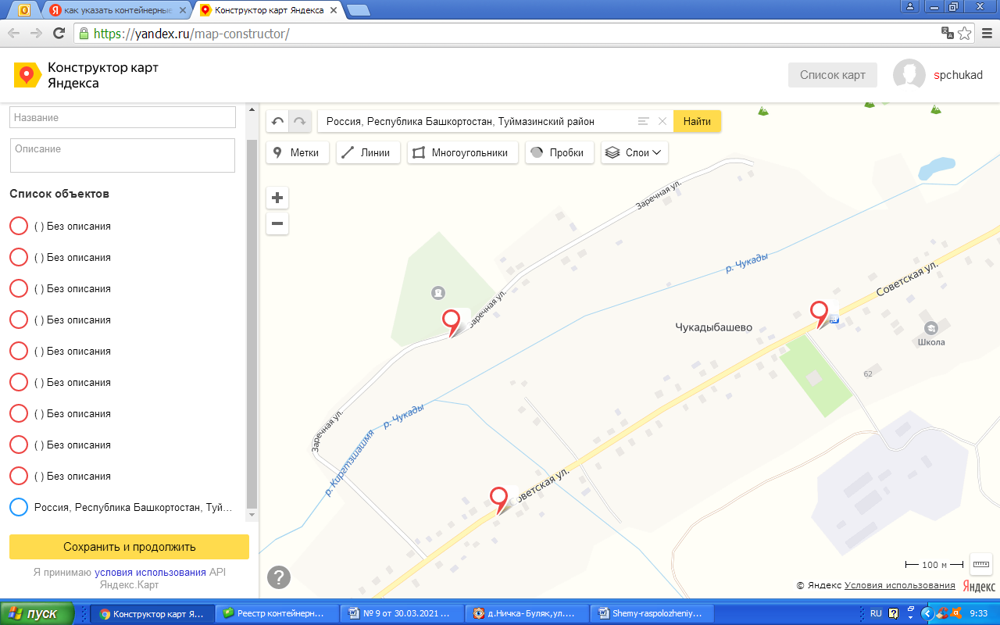 как указать контейнерные
Конструктор карт Яндекса
https://yandex.ru/map-constructor/
Конструктор карт
Яндекса
Список карт
spchukad
Название
Описание
Список объектов
( ) Без описания
( ) Без описания
( ) Без описания
( ) Без описания
( ) Без описания
( ) Без описания
( ) Без описания
( ) Без описания
( ) Без описания
Россия, Республика Башкортостан, Туй...
Сохранить и продолжить
Я принимаю условия использования API
Яндекс.Карт
Россия, Республика Башкортостан, Туймазинский район
Найти
Метки
Линии
Многоугольники
Пробки
Слои
Заречная ул.
р. Чукады
Советская ул.
Заречная ул.
Чукадыбашево
Школа
62
р. Чукады
Заречная ул.
р. Киргтзшашмя
оветская ул.
100 м
© Яндекс Условия использования
Яндекс
?
пуск
Конструктор карт Я...
Реестр контейнерн...
№ 9 от 30.03.2021 ...
д.Ничка- Буляк,ул....
Shemy-raspolozheniy...
RU
?
9:33